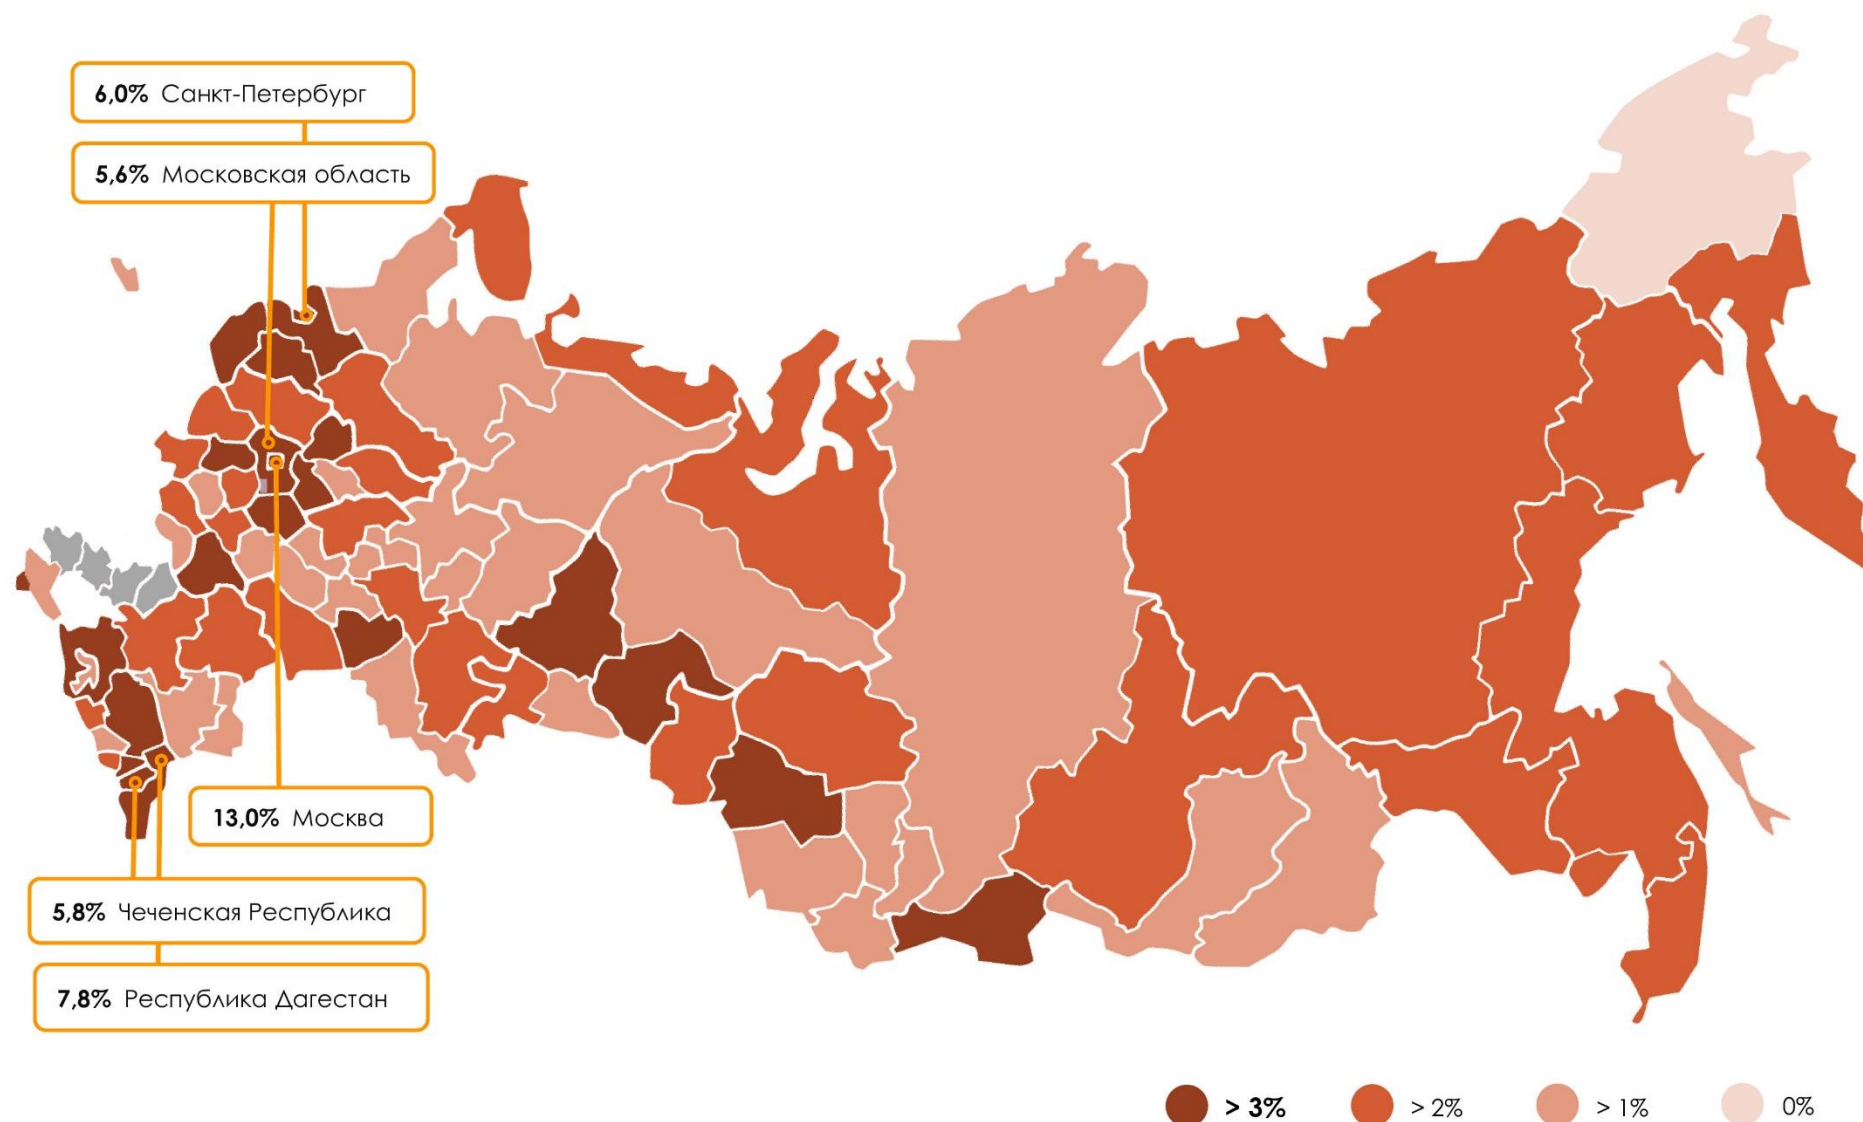 6,0% Санкт-Петербург
5,6% Московская область
13,0% Москва
5,8% Чеченская Республика
7,8% Республика Дагестан
> 3%
> 2%
> 1%
0%